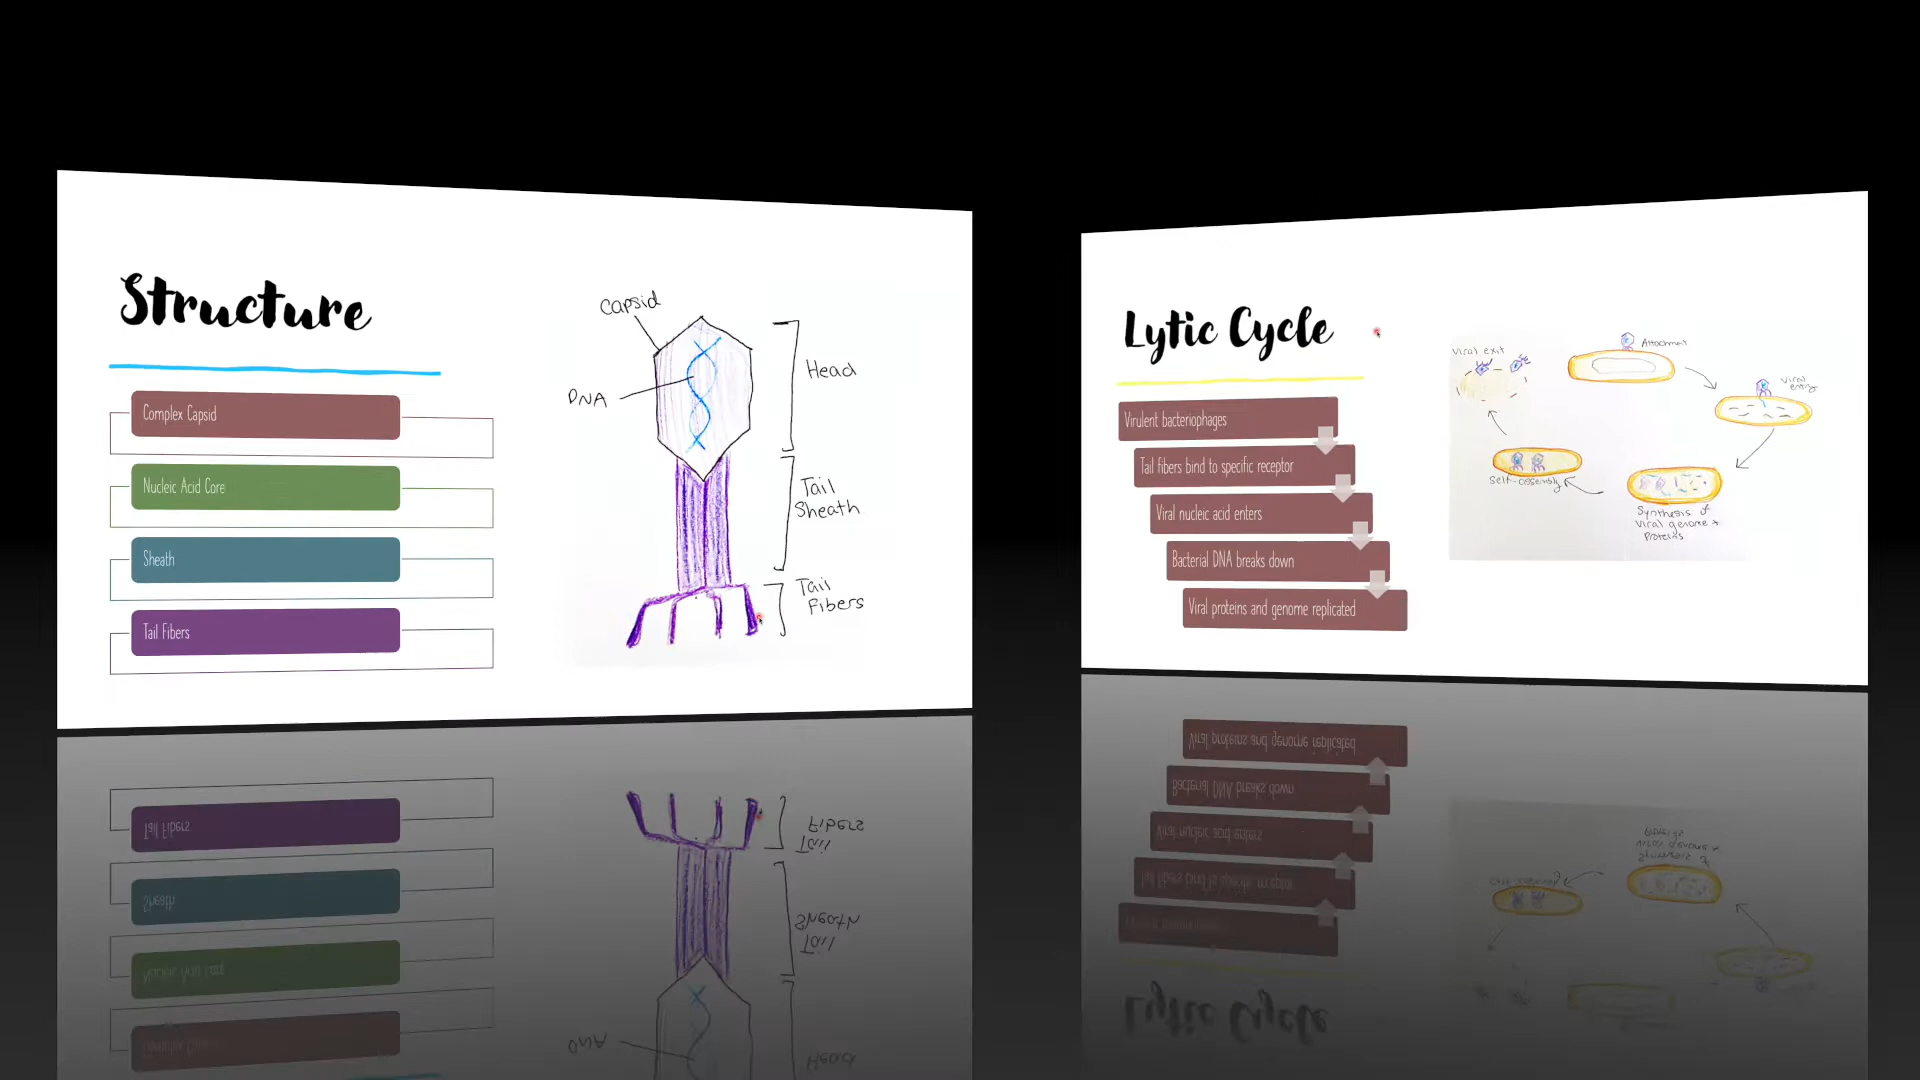 Structure
Complex Capsid
Nucleic Acid Core
Sheath
Tail Fibers
Capsid
DNA
Head
Tail
Sheath
Tail
Fibers
Lytic Cycle
Virulent bacteriophages
Tail fibers bind to specific receptor
Viral nucleic acid enters
Bacterial DNA breaks down
Viral proteins and genome replicated
Attachment
Viral
entry
Synthesis of
Viral genome +
Proteins
Self-assembly
Viral exit